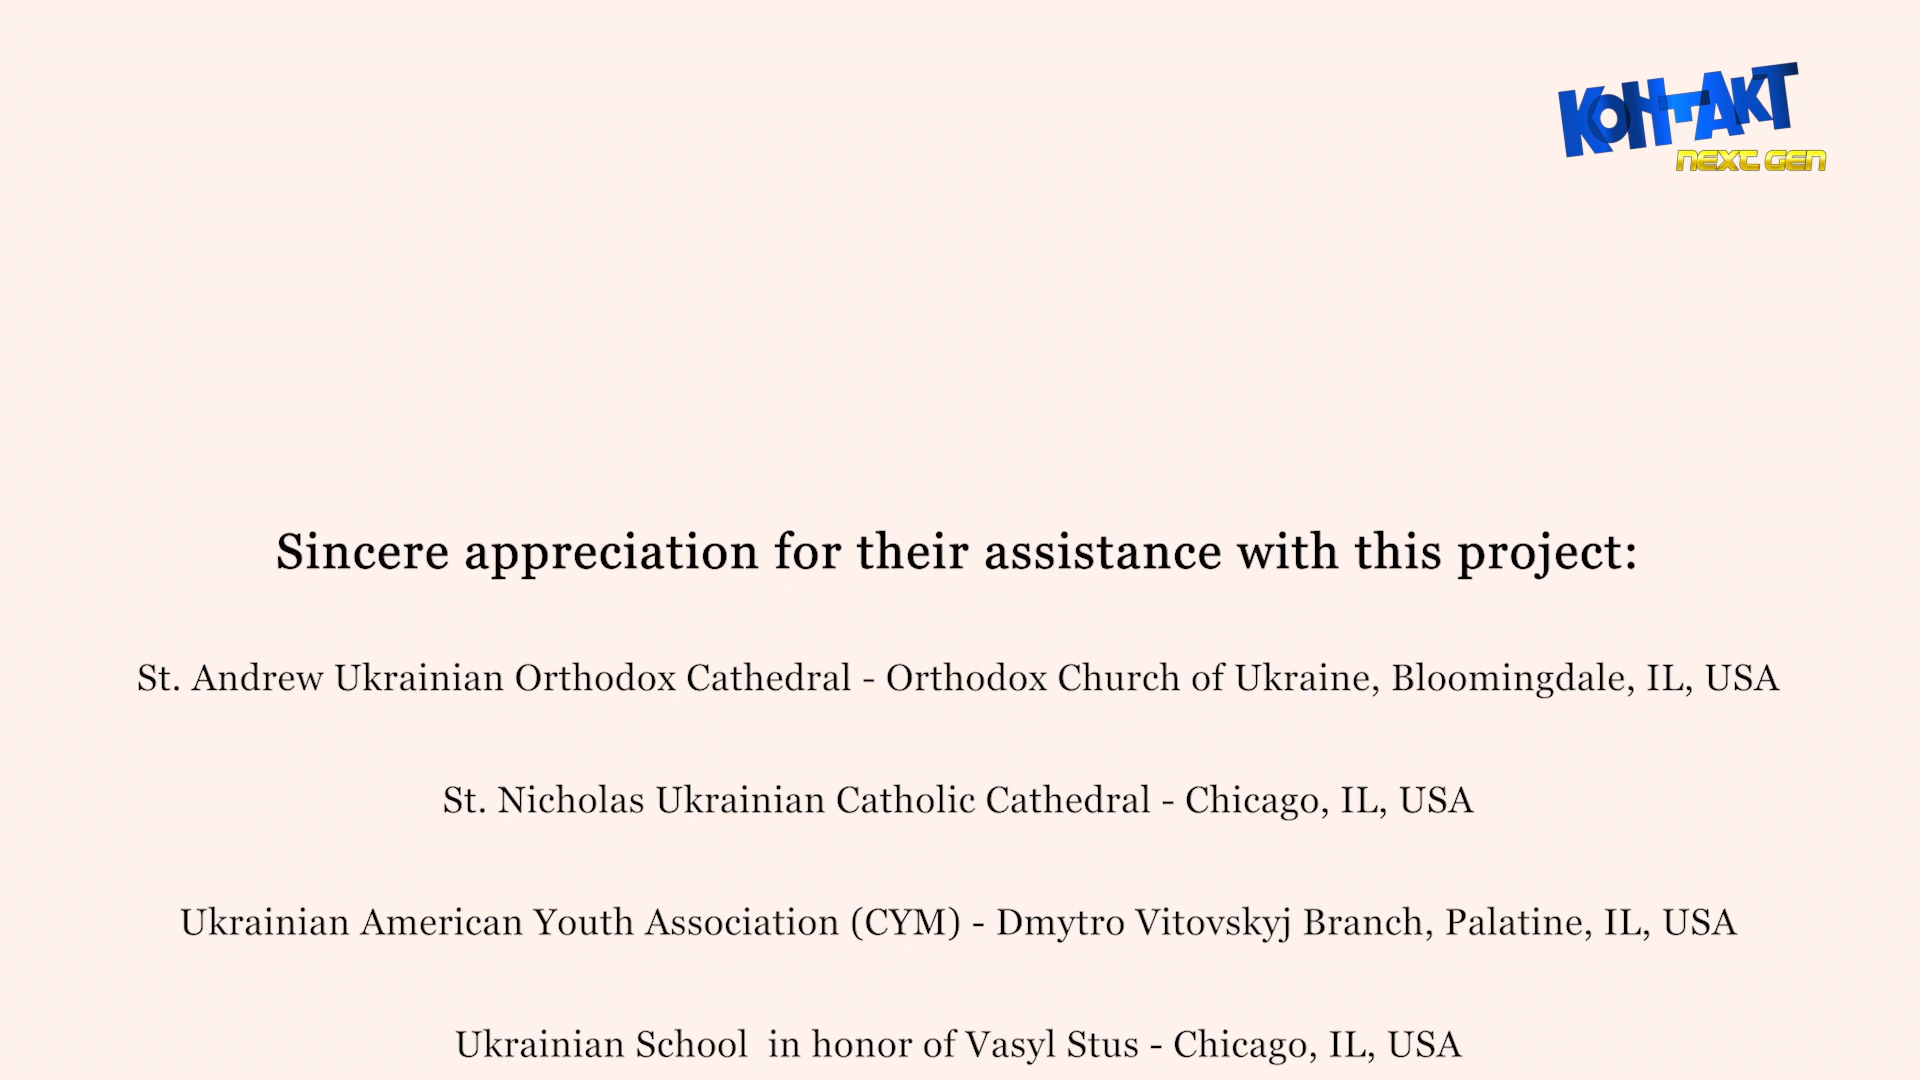 КОНТАКТ
NEXT GEN
Sincere appreciation for their assistance with this project:
St. Andrew Ukrainian Orthodox Cathedral - Orthodox Church of Ukraine, Bloomingdale, IL, USA
St. Nicholas Ukrainian Catholic Cathedral - Chicago, IL, USA
Ukrainian American Youth Association (CYM) - Dmytro Vitovskyj Branch, Palatine, IL, USA
Ukrainian School  in honor of Vasyl Stus - Chicago, IL, USA